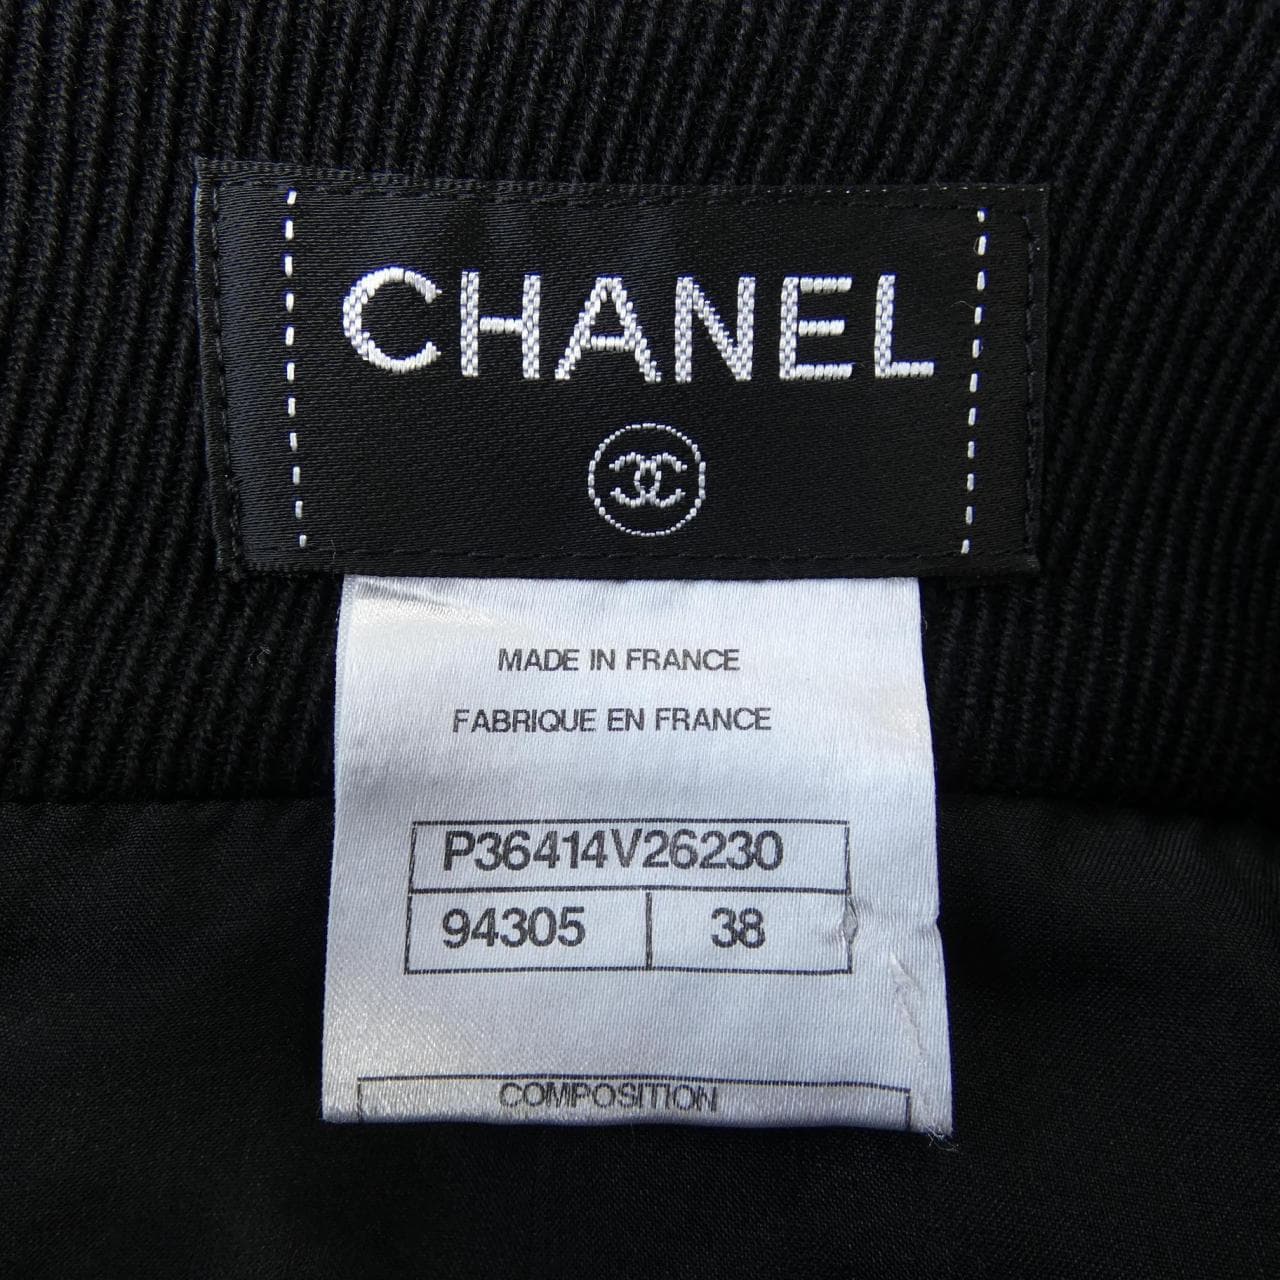 CHANEL
MADE IN FRANCE
FABRIQUE EN FRANCE
P36414V26230
94305 38
COMPOSITION